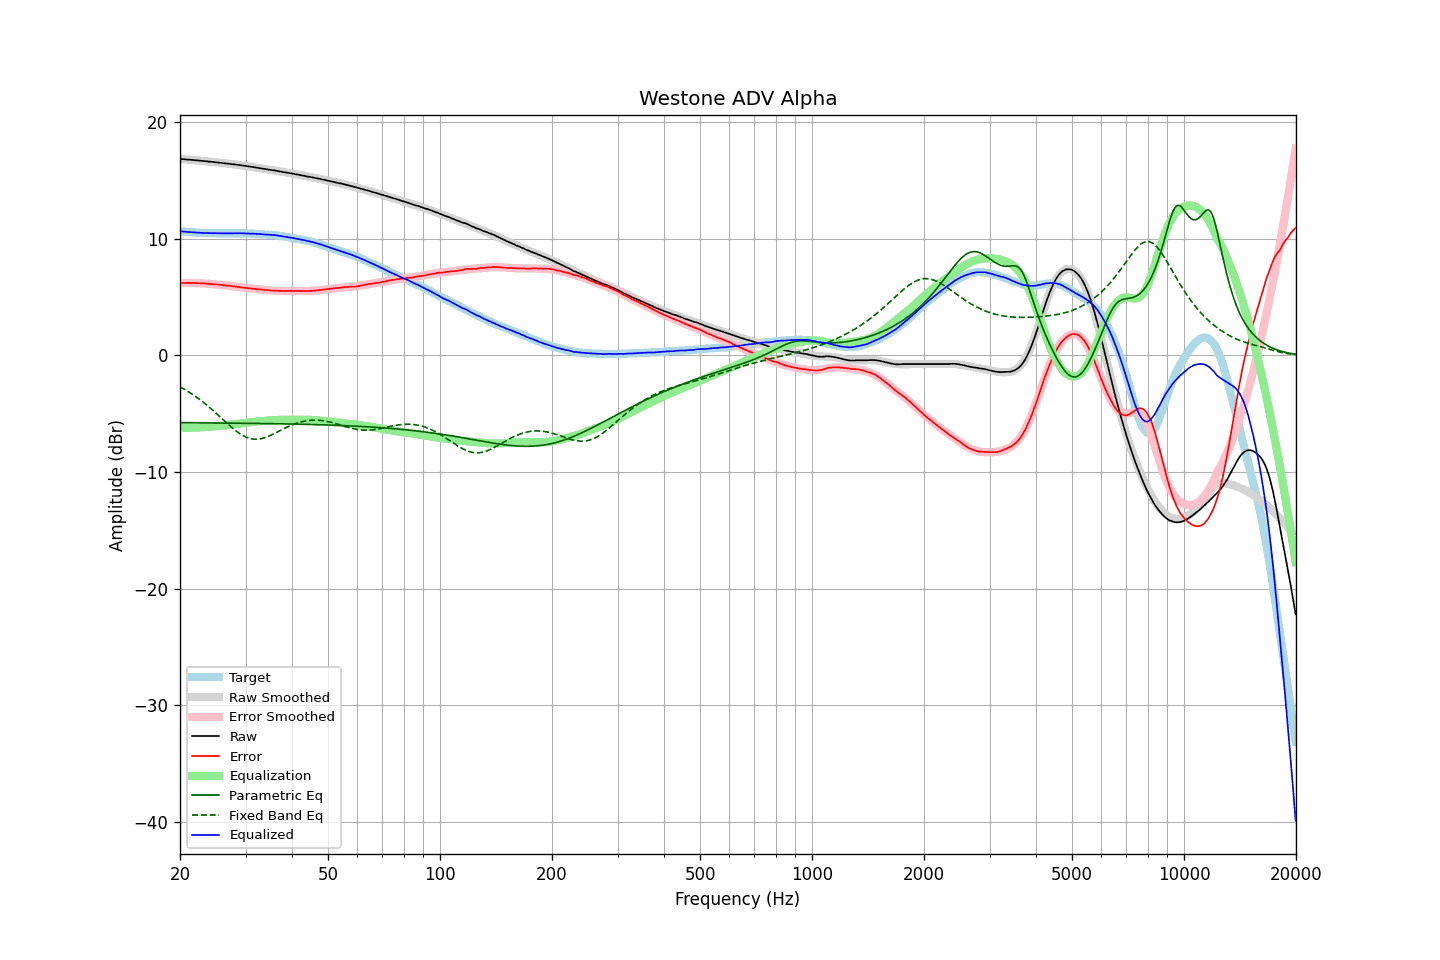 Westone ADV Alpha
20
10
0
−10
−20
−30
−40
Amplitude (dBr)
Target
Raw Smoothed
Error Smoothed
Raw
Error
Equalization
Parametric Eq
Fixed Band Eq
Equalized
20 50 100 200 500 1000 2000 5000 10000 20000
Frequency (Hz)